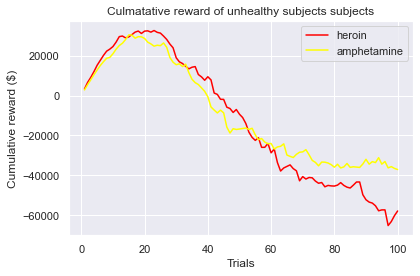 Culmatative reward of unhealthy subjects subjects
heroin
amphetamine
Cumulative reward ($)
20000
0
−20000
−40000
−60000
0
20
40
60
80
100
Trials